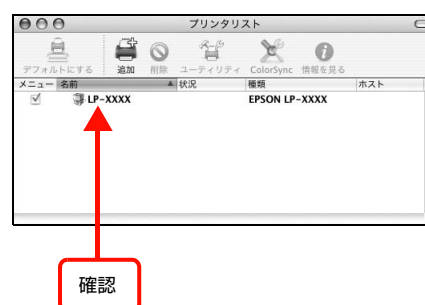 プリンタリスト
デフォルトにする 追加 削除 ユーティリティ ColorSync 情報を見る
メニュー 名前 状況 種類 ホスト
LP-XXXX EPSON LP-XXXX
確認